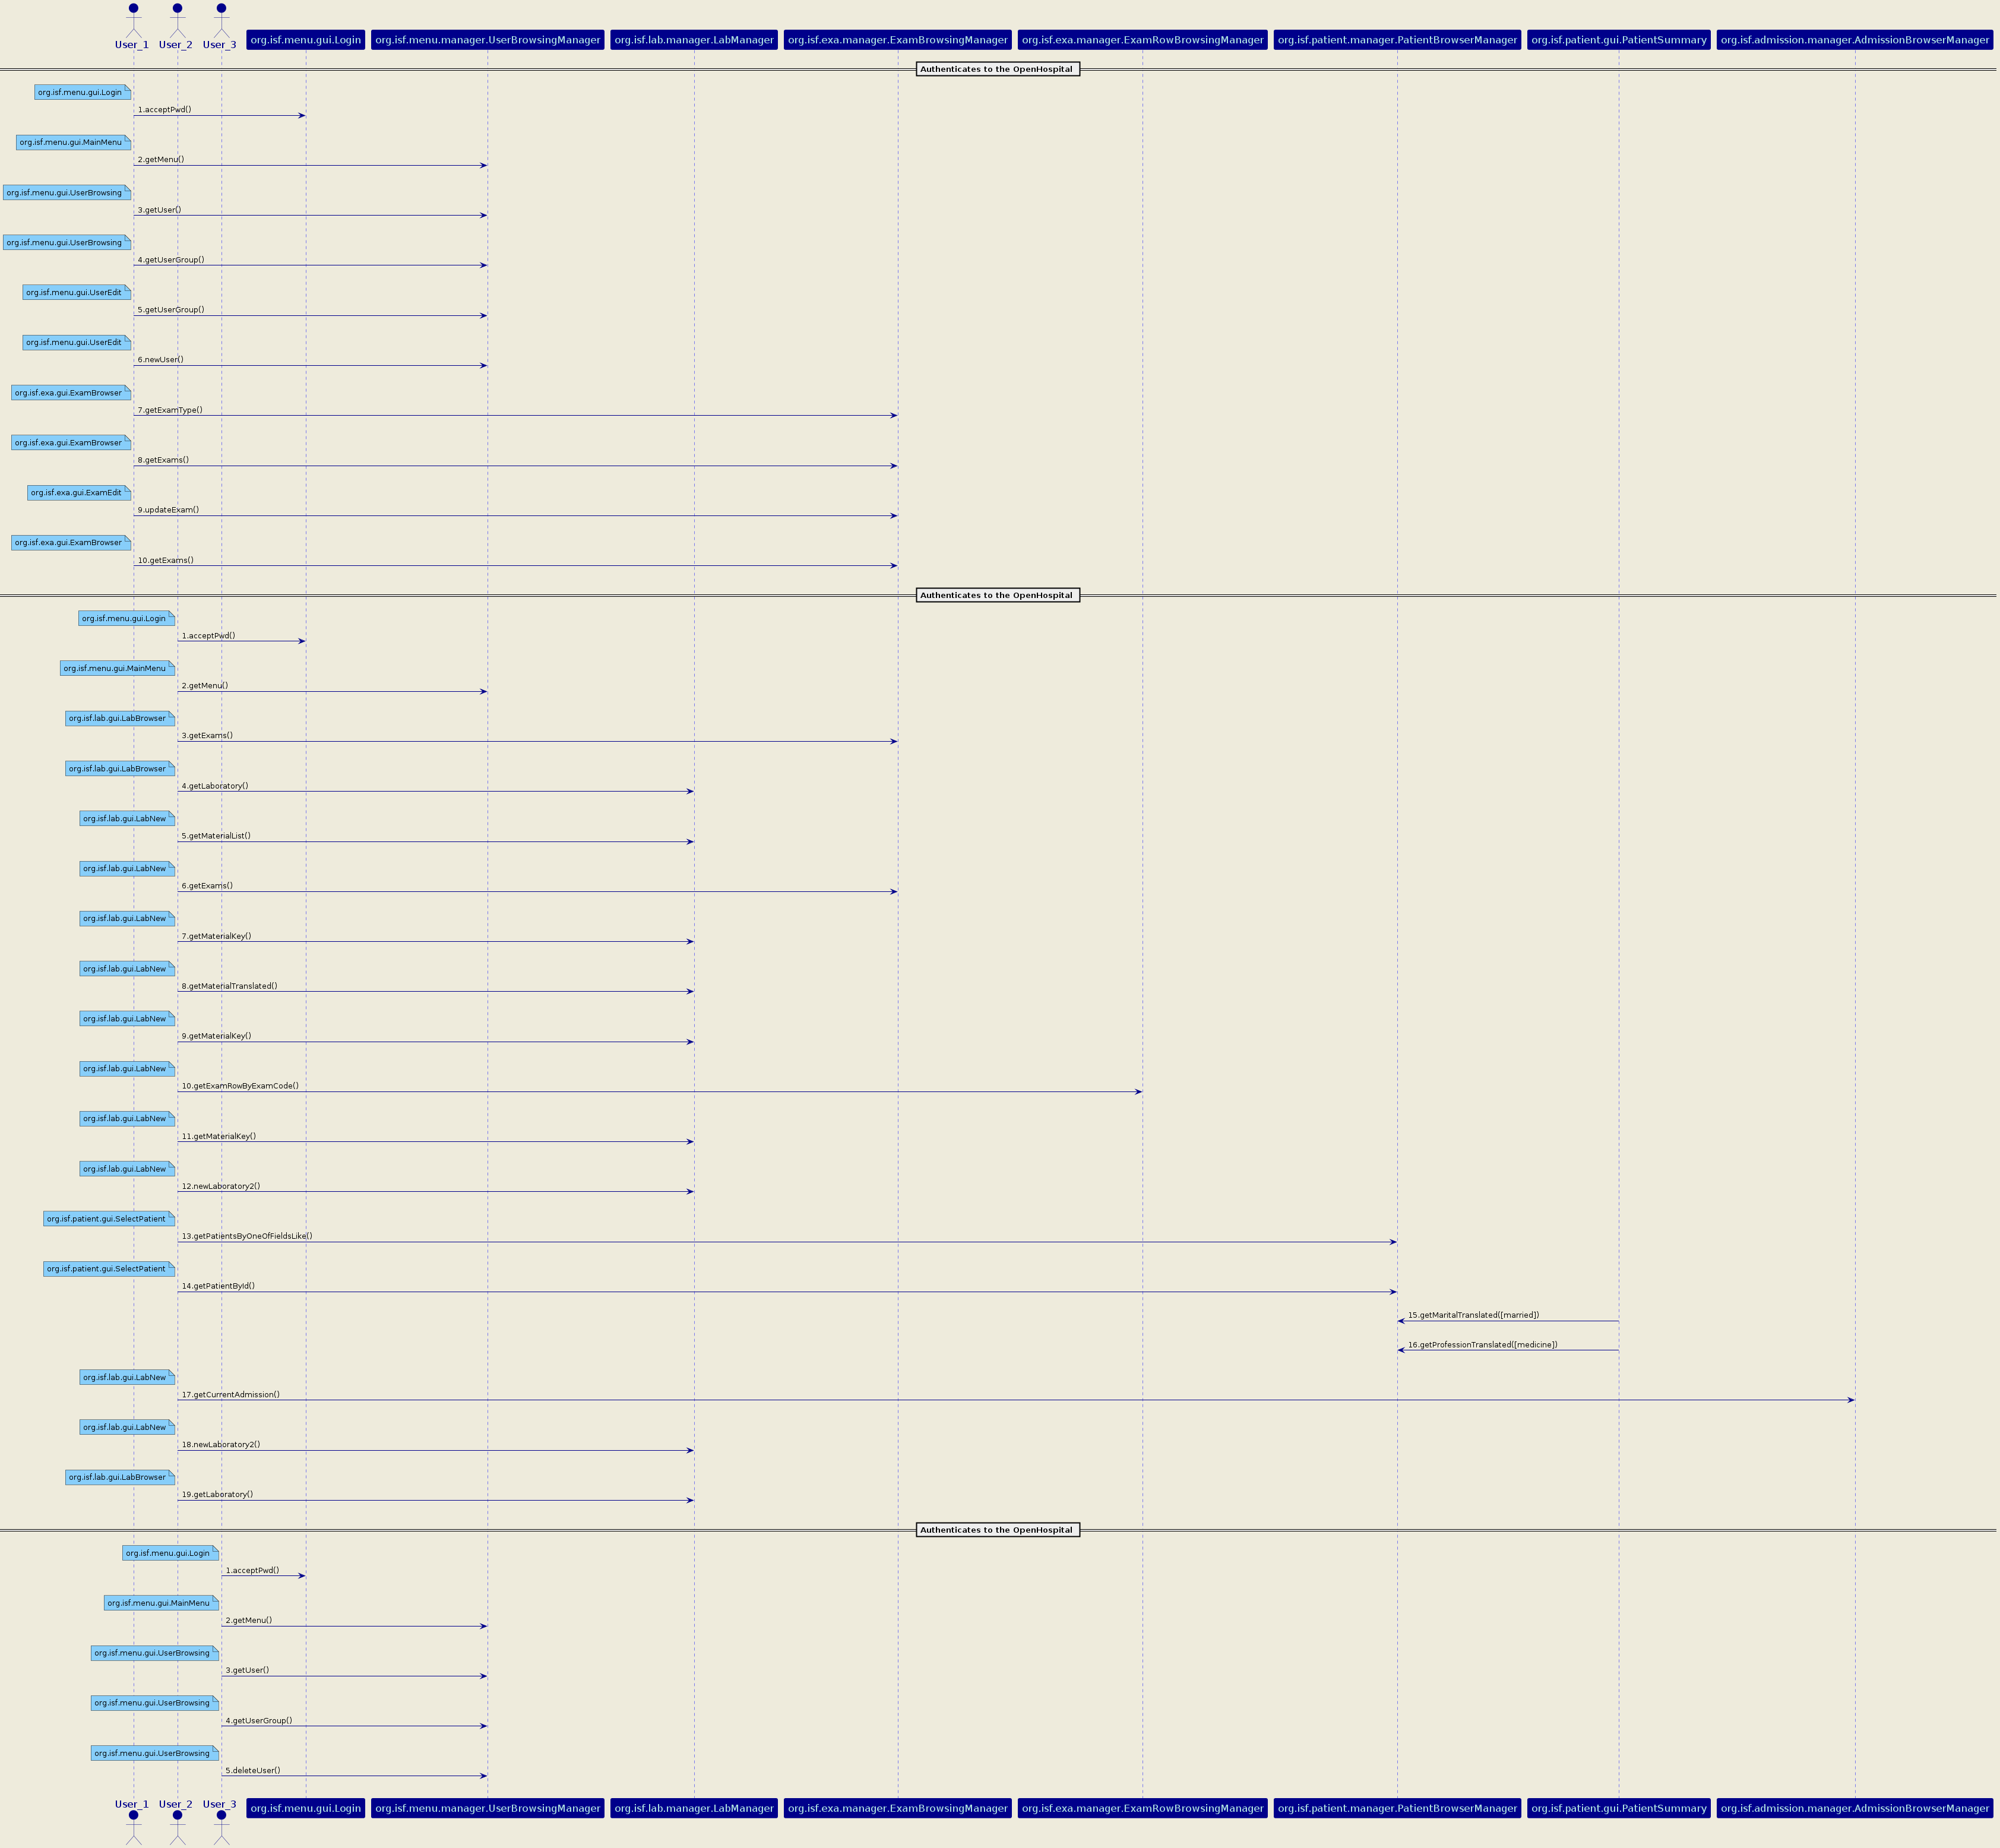 User_1
User_2
User_3
org.isf.menu.gui.Login
org.isf.menu.manager.UserBrowsingManager
org.isf.lab.manager.LabManager
org.isf.exa.manager.ExamBrowsingManager
org.isf.exa.manager.ExamRowBrowsingManager
org.isf.patient.manager.PatientBrowserManager
org.isf.patient.gui.PatientSummary
org.isf.admission.manager.AdmissionBrowserManager
Authenticates to the OpenHospital
org.isf.menu.gui.Login
1.acceptPwd()
org.isf.menu.gui.MainMenu
2.getMenu()
org.isf.menu.gui.UserBrowsing
3.getUser()
org.isf.menu.gui.UserBrowsing
4.getUserGroup()
org.isf.menu.gui.UserEdit
5.getUserGroup()
org.isf.menu.gui.UserEdit
6.newUser()
org.isf.exa.gui.ExamBrowser
7.getExamType()
org.isf.exa.gui.ExamBrowser
8.getExams()
org.isf.exa.gui.ExamEdit
9.updateExam()
org.isf.exa.gui.ExamBrowser
10.getExams()
Authenticates to the OpenHospital
org.isf.menu.gui.Login
1.acceptPwd()
org.isf.menu.gui.MainMenu
2.getMenu()
org.isf.lab.gui.LabBrowser
3.getExams()
org.isf.lab.gui.LabBrowser
4.getLaboratory()
org.isf.lab.gui.LabNew
5.getMaterialList()
org.isf.lab.gui.LabNew
6.getExams()
org.isf.lab.gui.LabNew
7.getMaterialKey()
org.isf.lab.gui.LabNew
8.getMaterialTranslated()
org.isf.lab.gui.LabNew
9.getMaterialKey()
org.isf.lab.gui.LabNew
10.getExamRowByExamCode()
org.isf.lab.gui.LabNew
11.getMaterialKey()
org.isf.lab.gui.LabNew
12.newLaboratory2()
org.isf.patient.gui.SelectPatient
13.getPatientsByOneOfFieldsLike()
org.isf.patient.gui.SelectPatient
14.getPatientById()
15.getMaritalTranslated([married])
16.getProfessionTranslated([medicine])
org.isf.lab.gui.LabNew
17.getCurrentAdmission()
org.isf.lab.gui.LabNew
18.newLaboratory2()
org.isf.lab.gui.LabBrowser
19.getLaboratory()
Authenticates to the OpenHospital
org.isf.menu.gui.Login
1.acceptPwd()
org.isf.menu.gui.MainMenu
2.getMenu()
org.isf.menu.gui.UserBrowsing
3.getUser()
org.isf.menu.gui.UserBrowsing
4.getUserGroup()
org.isf.menu.gui.UserBrowsing
5.deleteUser()
User_1
User_2
User_3
org.isf.menu.gui.Login
org.isf.menu.manager.UserBrowsingManager
org.isf.lab.manager.LabManager
org.isf.exa.manager.ExamBrowsingManager
org.isf.exa.manager.ExamRowBrowsingManager
org.isf.patient.manager.PatientBrowserManager
org.isf.patient.gui.PatientSummary
org.isf.admission.manager.AdmissionBrowserManager